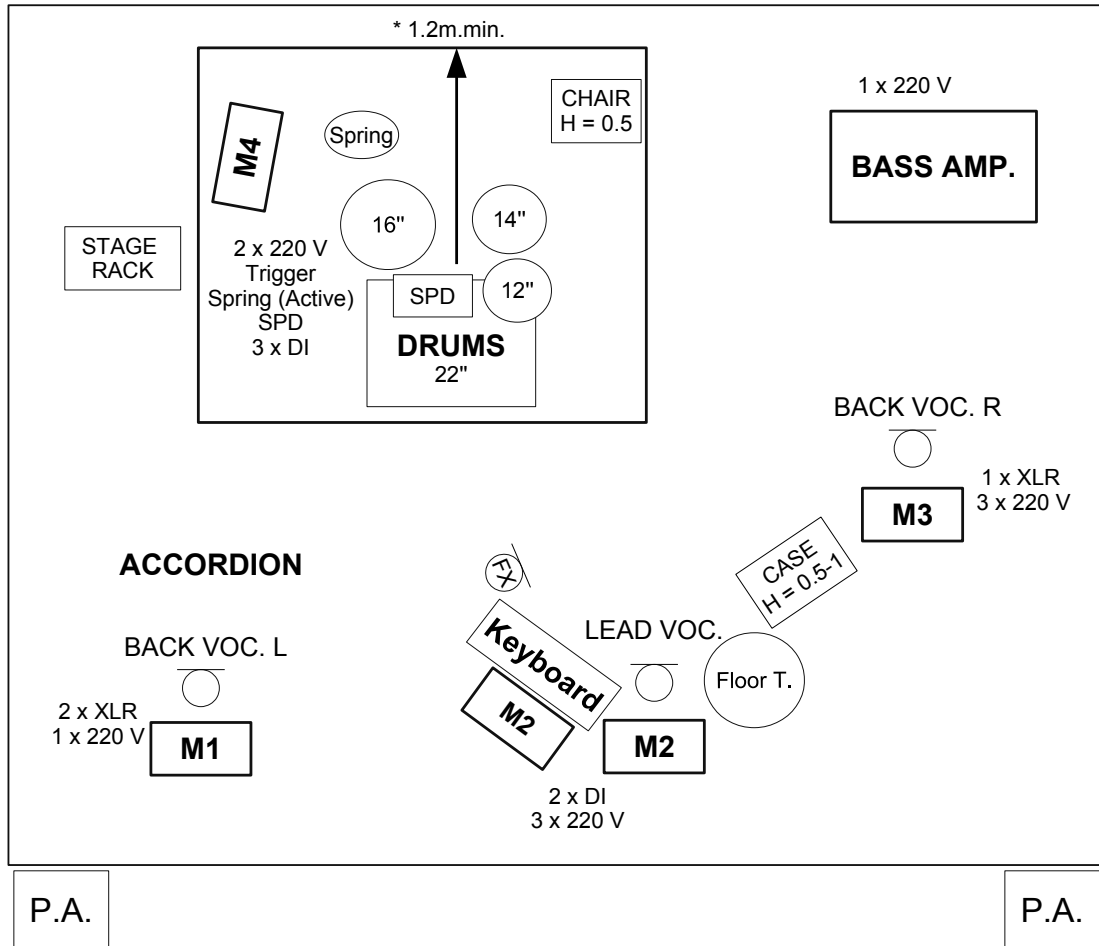 * 1.2m.min.
1 x 220 V
CHAIR
H = 0.5
Spring
M4
BASS AMP.
16"
14"
STAGE
RACK
2 x 220 V
Trigger
Spring (Active)
SPD
3 x DI
SPD
12"
DRUMS
22"
BACK VOC. R
1 x XLR
3 x 220 V
M3
ACCORDION
FX
CASE
H = 0.5-1
Keyboard
LEAD VOC.
BACK VOC. L
Floor T.
2 x XLR
1 x 220 V
M1
M2
M2
2 x DI
3 x 220 V
P.A.
P.A.